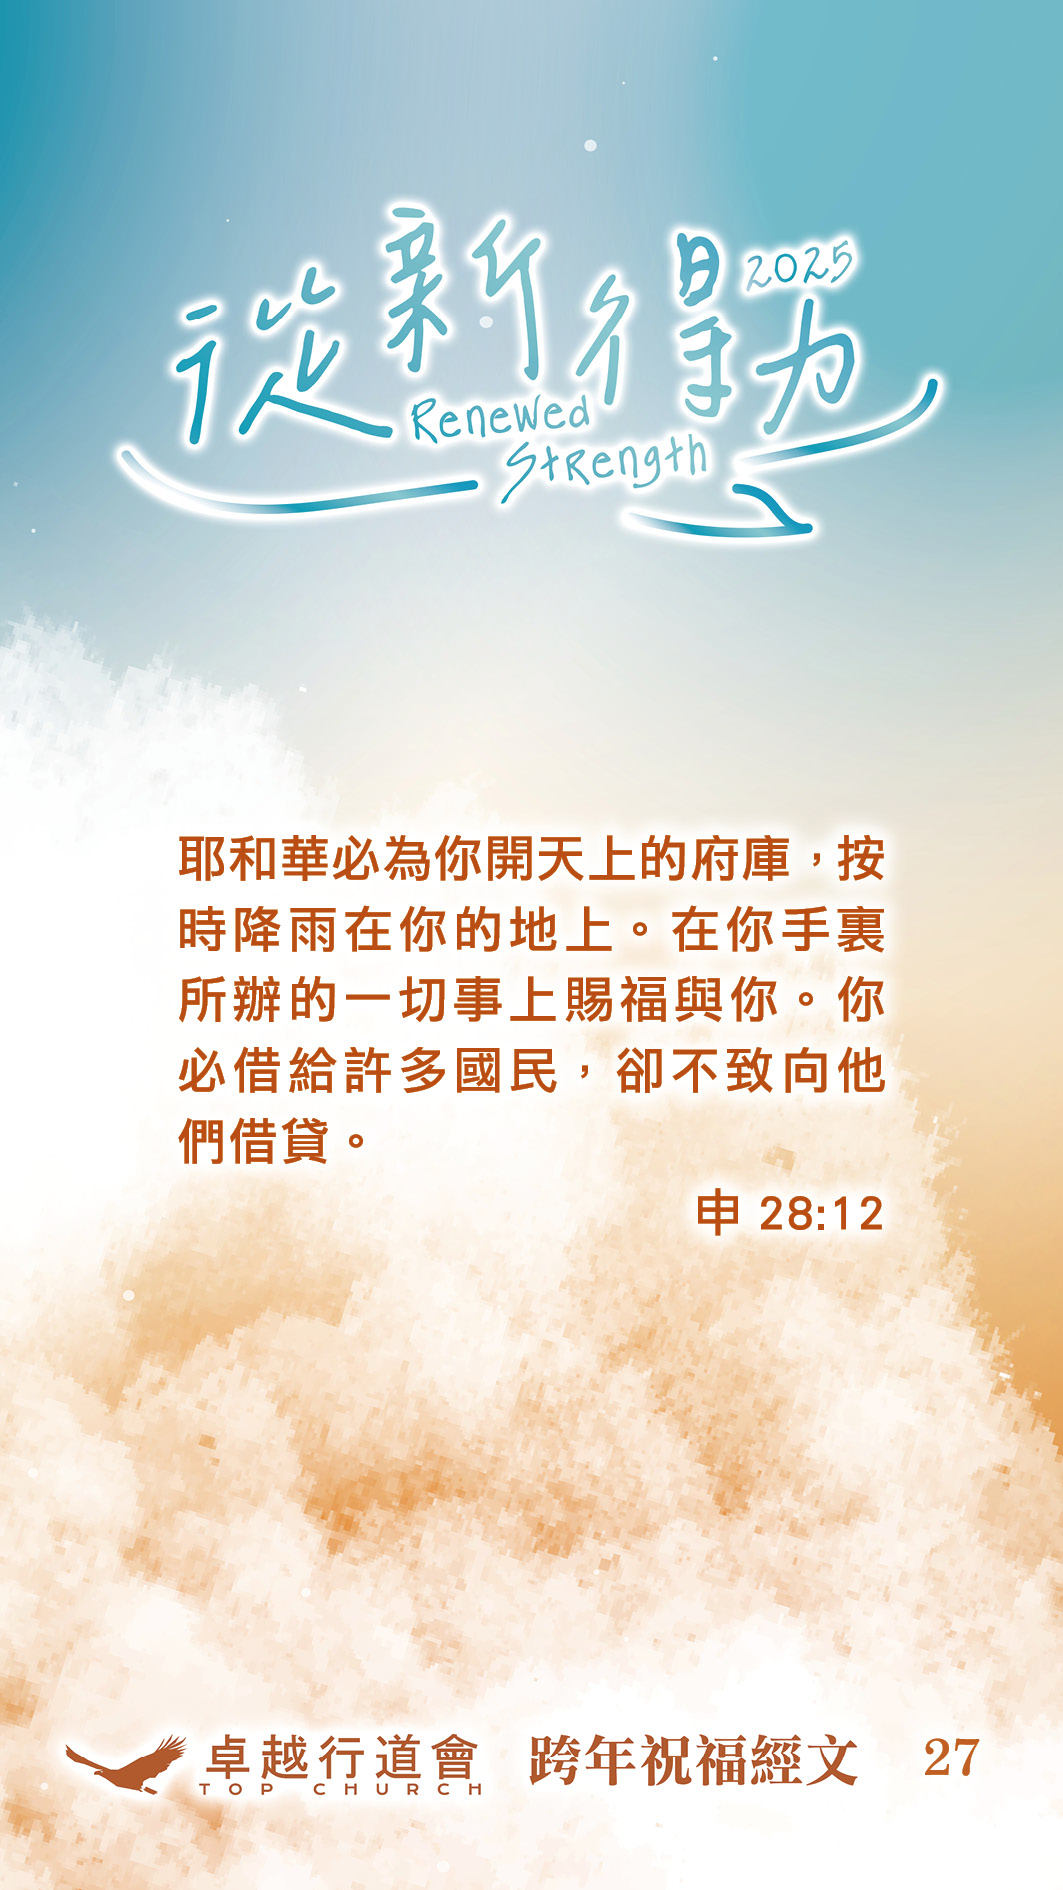 從新得力 2025
Renewed
Strength
耶和華必為你開天上的府庫，按
時降雨在你的地上。在你手裏
所辦的一切事上賜福與你。你
必借給許多國民，卻不致向他
們借貸。
申 28:12
卓越行道會 跨年祝福經文 27
TOP CHURCH